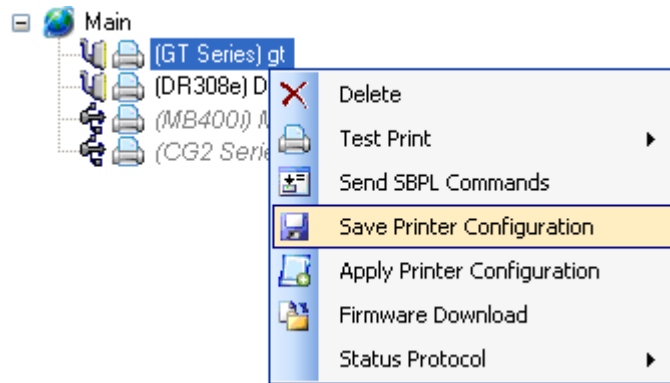 Main
(GT Series) gt
(DR308e) D
(MB400i)
(CG2 Serie
Delete
Test Print
Send SBPL Commands
Save Printer Configuration
Apply Printer Configuration
Firmware Download
Status Protocol